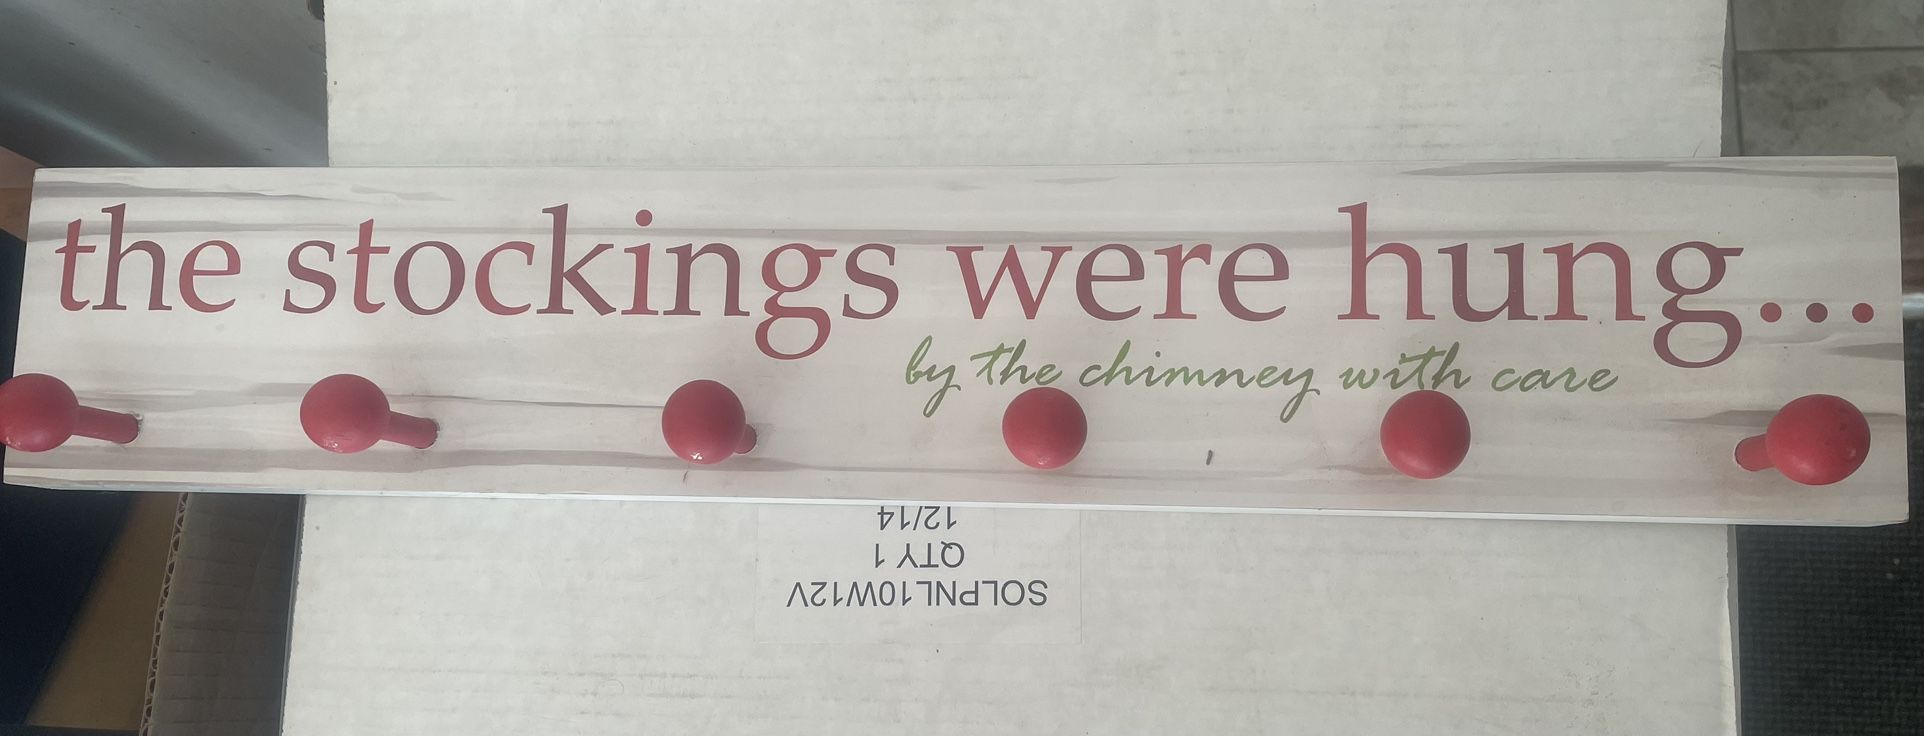 the stockings were hung...
by the chimney with care
SOLPNL10W12V
QTY 1
12/14